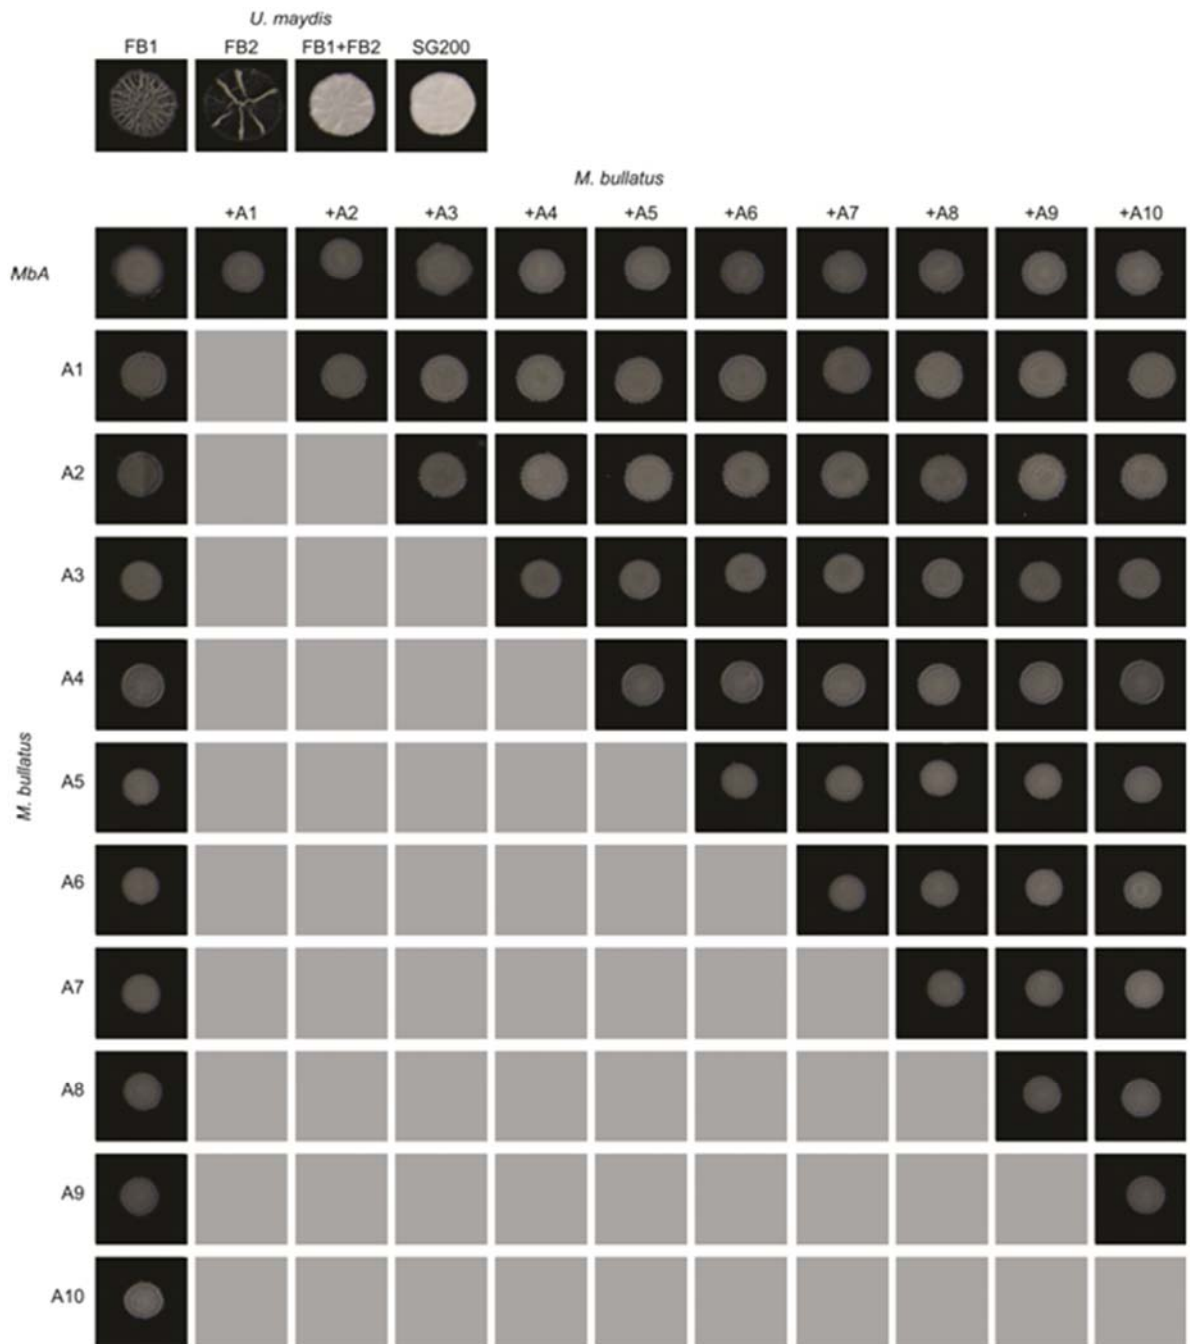 U. maydis
FB1 FB2 FB1+FB2 SG200
M. bullatus
+A1 +A2 +A3 +A4 +A5 +A6 +A7 +A8 +A9 +A10
MbA
A1
A2
A3
A4
M. bullatus
A5
A6
A7
A8
A9
A10